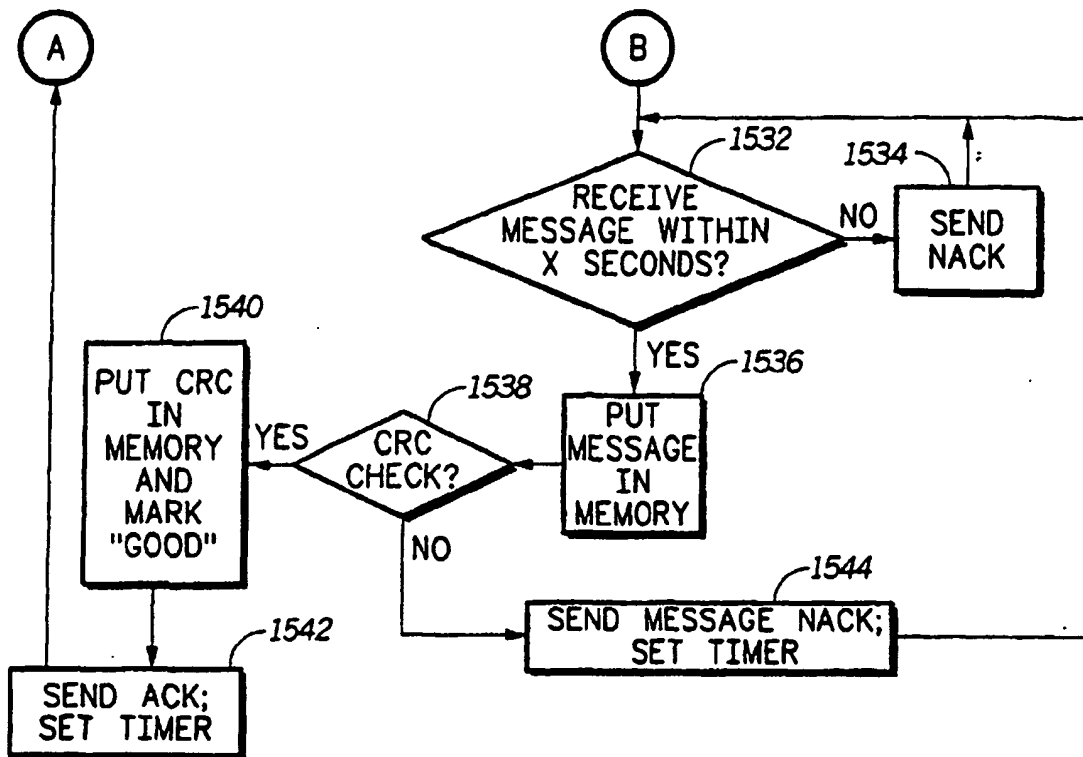 A
B
1532
RECEIVE
MESSAGE WITHIN
X SECONDS?
NO
1534
SEND
NACK
YES
1536
PUT
MESSAGE
IN
MEMORY
1538
CRC
CHECK?
YES
1540
PUT CRC
IN
MEMORY
AND
MARK
"GOOD"
NO
1542
SEND ACK;
SET TIMER
1544
SEND MESSAGE NACK;
SET TIMER